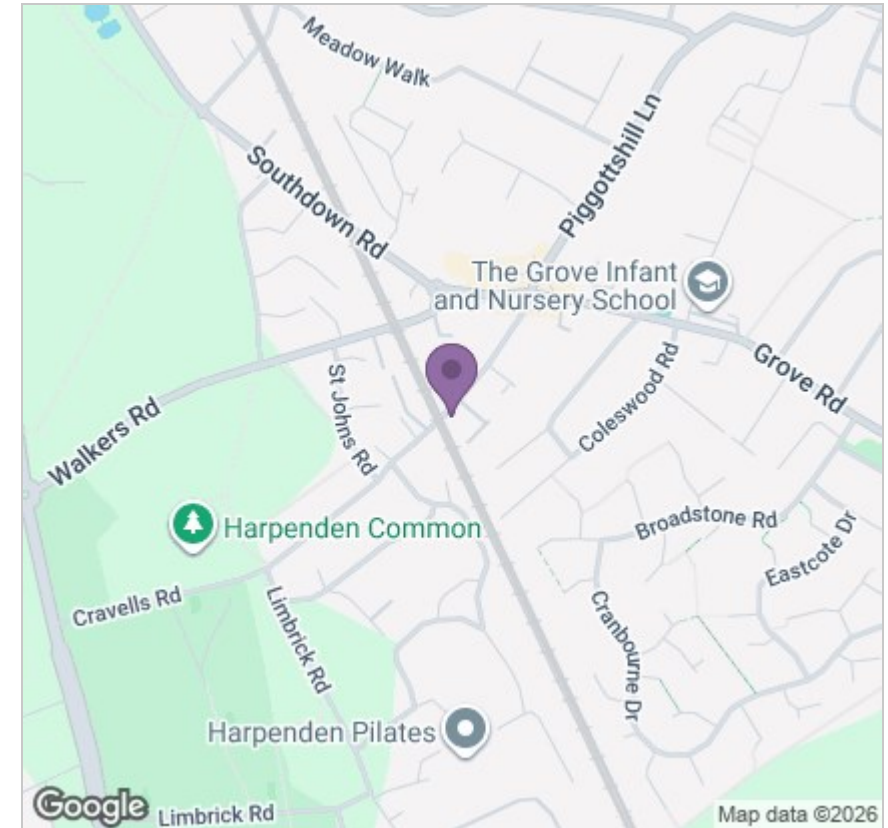 Meadow Walk
Piggottshill Ln
Southdown Rd
The Grove Infant
and Nursery School
Grove Rd
Coleswood Rd
St Johns Rd
Walkers Rd
Harpenden Common
Broadstone Rd
Eastcote Dr
Cravells Rd
Limbrick Rd
Cranbourne Dr
Harpenden Pilates
Google
Limbrick Rd
Map data ©2026